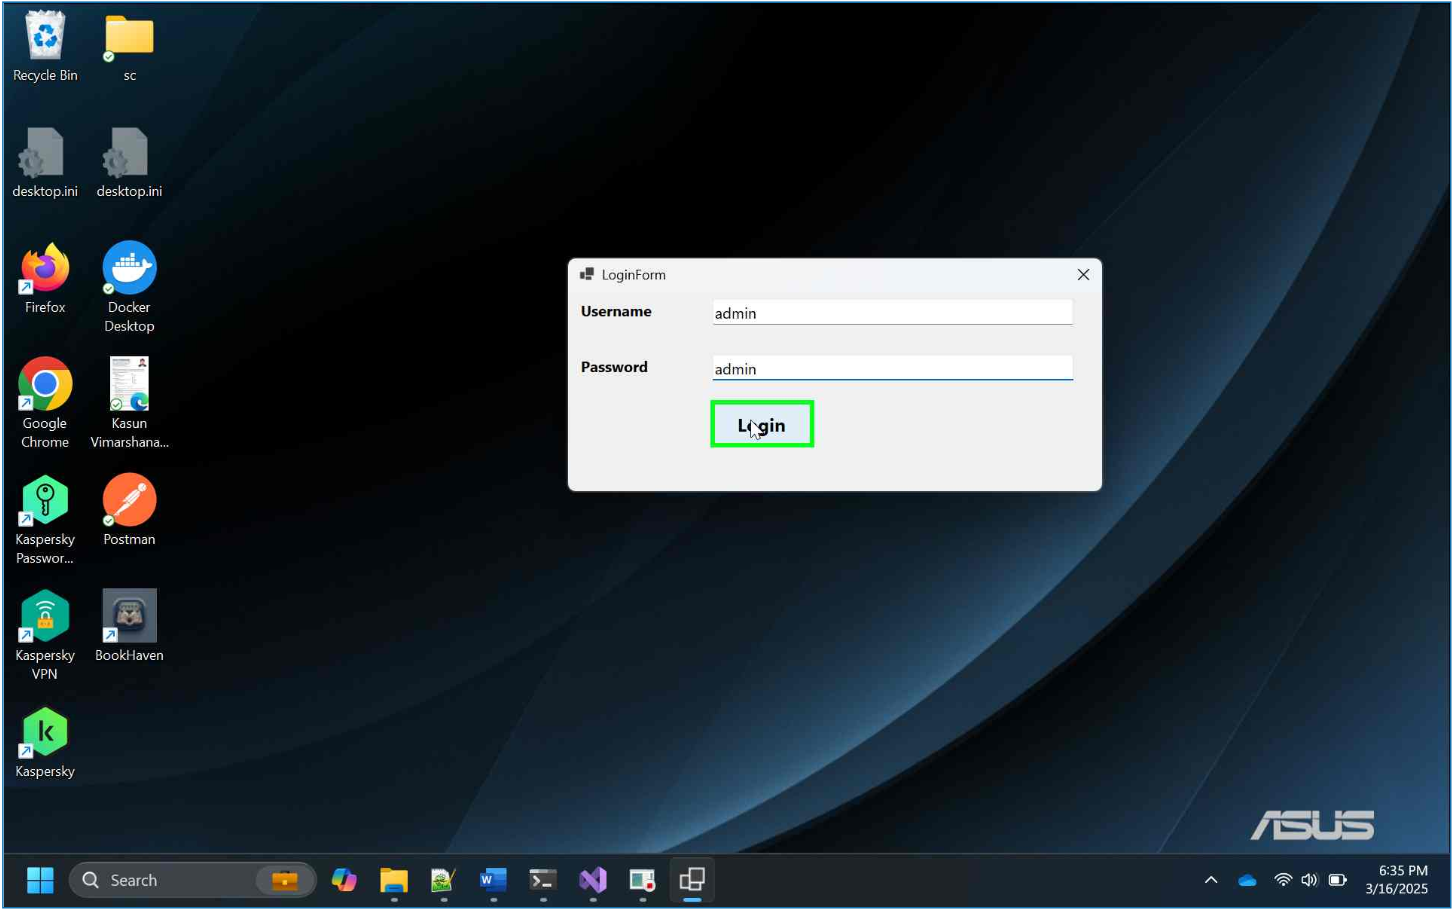 Recycle Bin
sc
desktop.ini
desktop.ini
Firefox
Docker
Desktop
Google
Chrome
Kasun
Vimarshana...
Kaspersky
Passwor...
Postman
Kaspersky
VPN
BookHaven
Kaspersky
LoginForm
Username
admin
Password
admin
Login
ASUS
Search
6:35 PM
3/16/2025